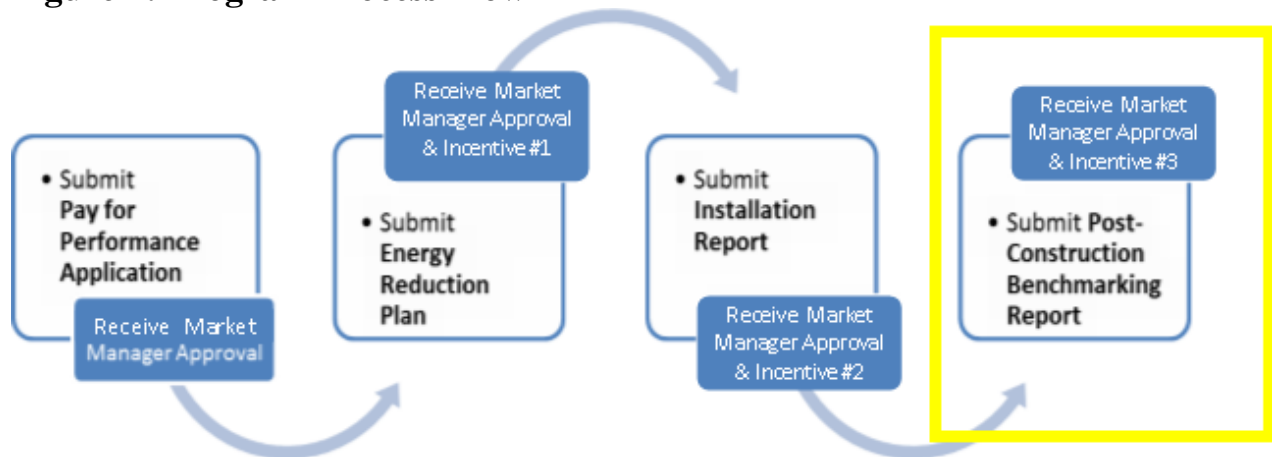 • Submit
Pay for
Performance
Application
Receive Market
Manager Approval
Receive Market
Manager Approval
& Incentive #1
• Submit
Energy
Reduction
Plan
• Submit
Installation
Report
Receive Market
Manager Approval
& Incentive #2
Receive Market
Manager Approval
& Incentive #3
• Submit Post-
Construction
Benchmarking
Report